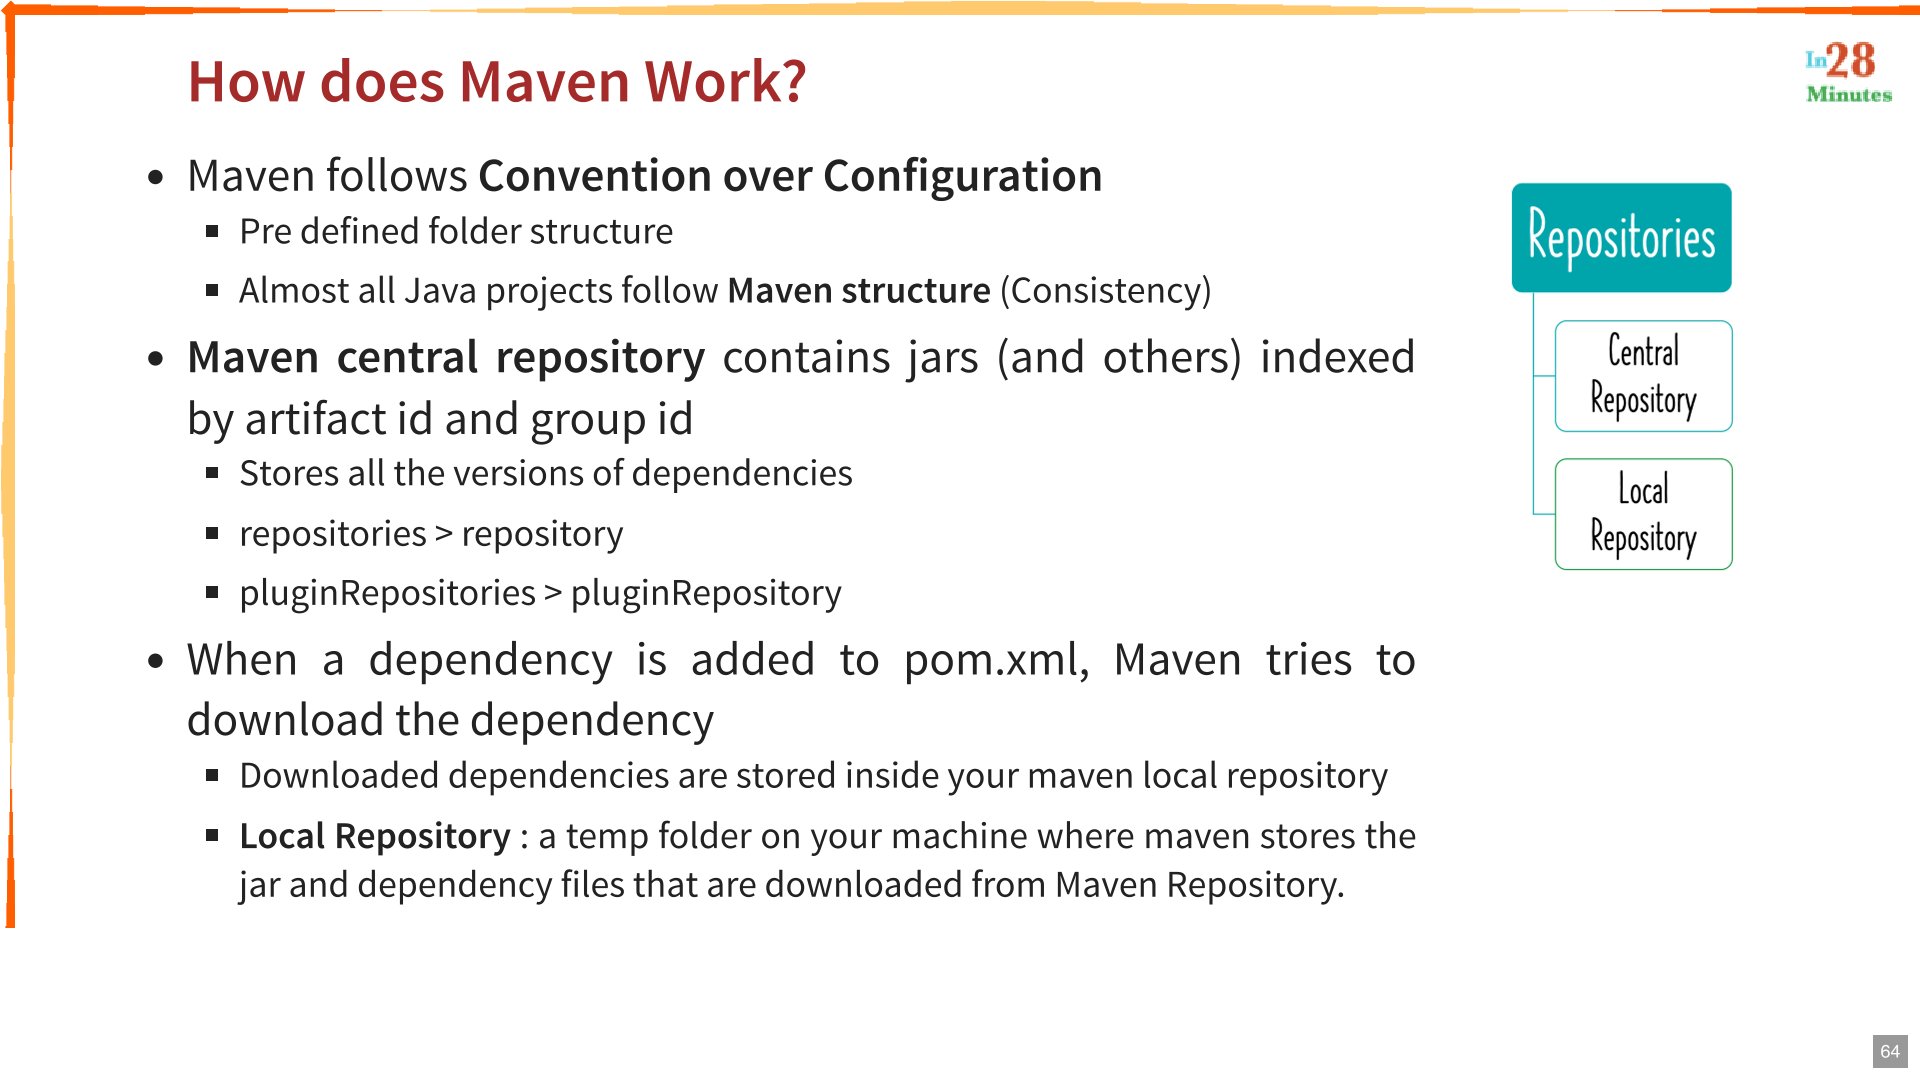 How does Maven Work?
In28
Minutes
• Maven follows Convention over Configuration
▪ Pre defined folder structure
▪ Almost all Java projects follow Maven structure (Consistency)
• Maven central repository contains jars (and others) indexed
by artifact id and group id
▪ Stores all the versions of dependencies
▪ repositories > repository
▪ pluginRepositories > pluginRepository
• When a dependency is added to pom.xml, Maven tries to
download the dependency
▪ Downloaded dependencies are stored inside your maven local repository
▪ Local Repository : a temp folder on your machine where maven stores the
jar and dependency files that are downloaded from Maven Repository.
Repositories
Central
Repository
Local
Repository
64